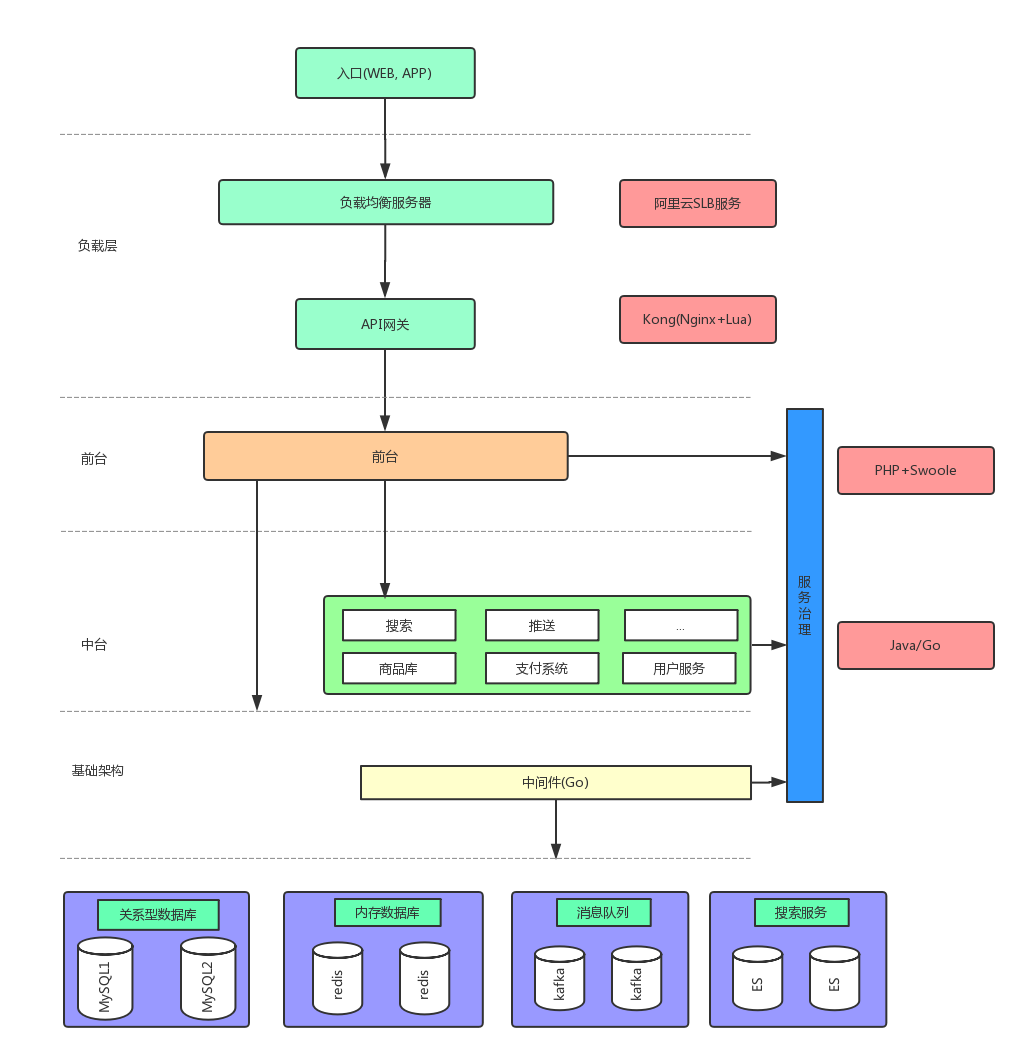 入口(WEB, APP)
负载均衡服务器
阿里云SLB服务
负载层
API网关
Kong(Nginx+Lua)
前台
前台
PHP+Swoole
服
务
治
理
搜索
推送
...
中台
Java/Go
商品库
支付系统
用户服务
基础架构
中间件(Go)
关系型数据库
内存数据库
消息队列
搜索服务
MySQL1
MySQL2
redis
redis
kafka
kafka
ES
ES